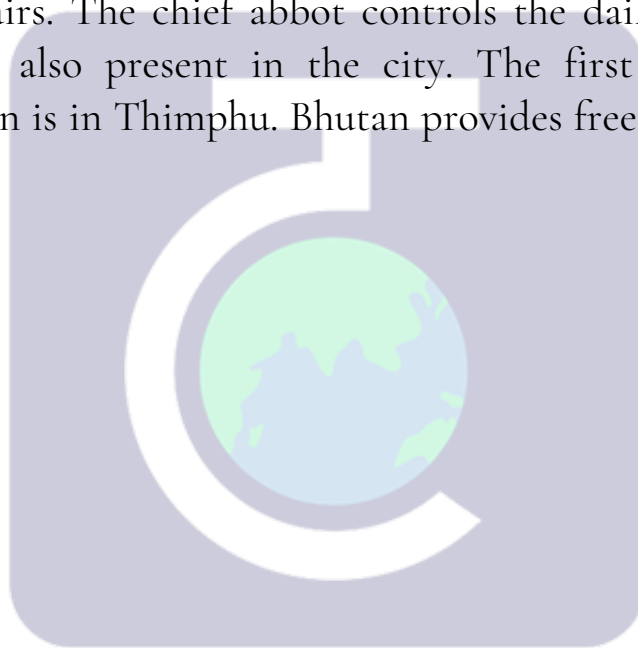 irs. The chief abbot controls the dail
also present in the city. The first
n is in Thimphu. Bhutan provides free